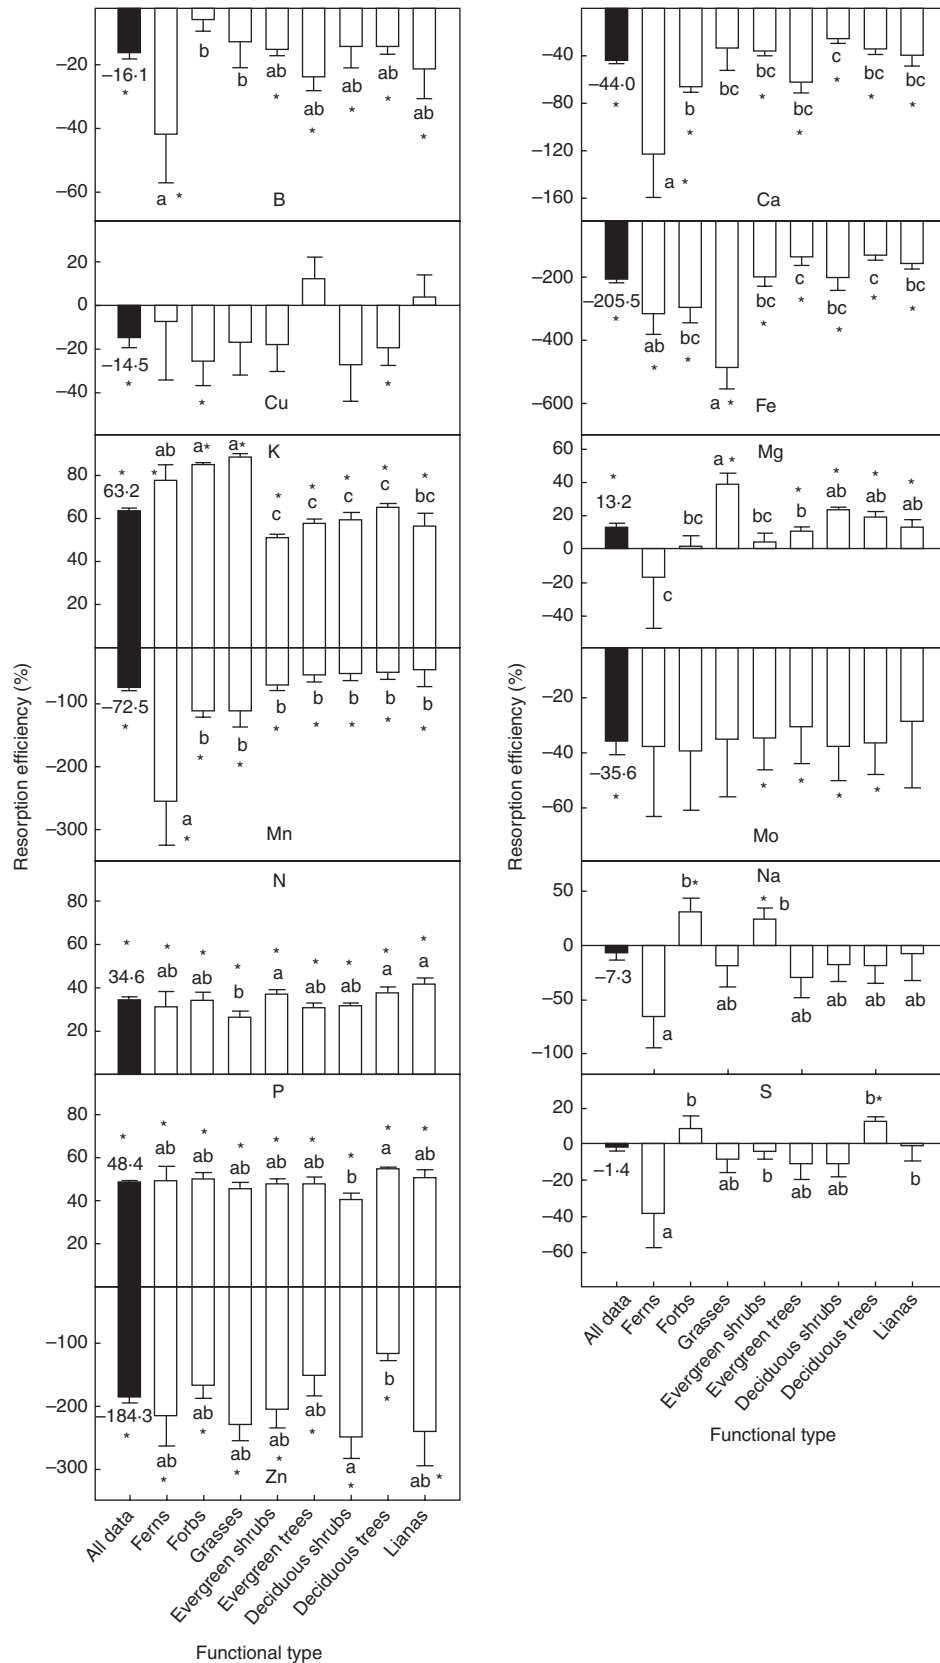 −20
−40
−60
−16·1
*
a *
b
b
ab
*
ab
*
ab
*
ab
*
ab
*
B
20
0
−20
−40
−14·5
*
*
*
Cu
80
60
40
20
*
63·2
*
ab
a*
a*
K
*
c
*
c
*
c
*
c
*
bc
−100
−200
−300
−72·5
*
a
*
b
*
b
*
b
*
b
*
b
*
b
*
b
*
Mn
N
80
60
40
20
*
34·6
*
ab
*
ab
*
b
*
a
*
ab
*
ab
*
a
*
a
P
80
60
40
20
*
48·4
*
ab
*
ab
*
ab
*
ab
*
ab
*
b
*
a
*
ab
−100
−200
−300
−184·3
*
ab
*
ab
*
ab
*
ab
*
ab
*
a
*
b
*
ab *
Zn
All data
Ferns
Forbs
Grasses
Evergreen shrubs
Evergreen trees
Deciduous shrubs
Deciduous trees
Lianas
Functional type
Resorption efficiency (%)
−40
−80
−120
−160
−44·0
*
a *
b
*
bc
bc
*
bc
*
c
*
bc
*
bc
*
Ca
−200
−400
−600
−205·5
*
ab
*
bc
*
a *
bc
*
c
*
bc
*
c
*
bc
*
Fe
60
40
20
0
−20
−40
Mg
*
13·2
c
bc
a *
bc
*
b
*
ab
*
ab
*
ab
−20
−40
−60
−35·6
*
*
*
*
*
Mo
50
0
−50
−100
Na
−7·3
a
b*
ab
*
b
ab
ab
ab
ab
20
0
−20
−40
−60
S
−1·4
a
b
ab
b
ab
ab
b*
b
All data
Ferns
Forbs
Grasses
Evergreen shrubs
Evergreen trees
Deciduous shrubs
Deciduous trees
Lianas
Functional type
Resorption efficiency (%)